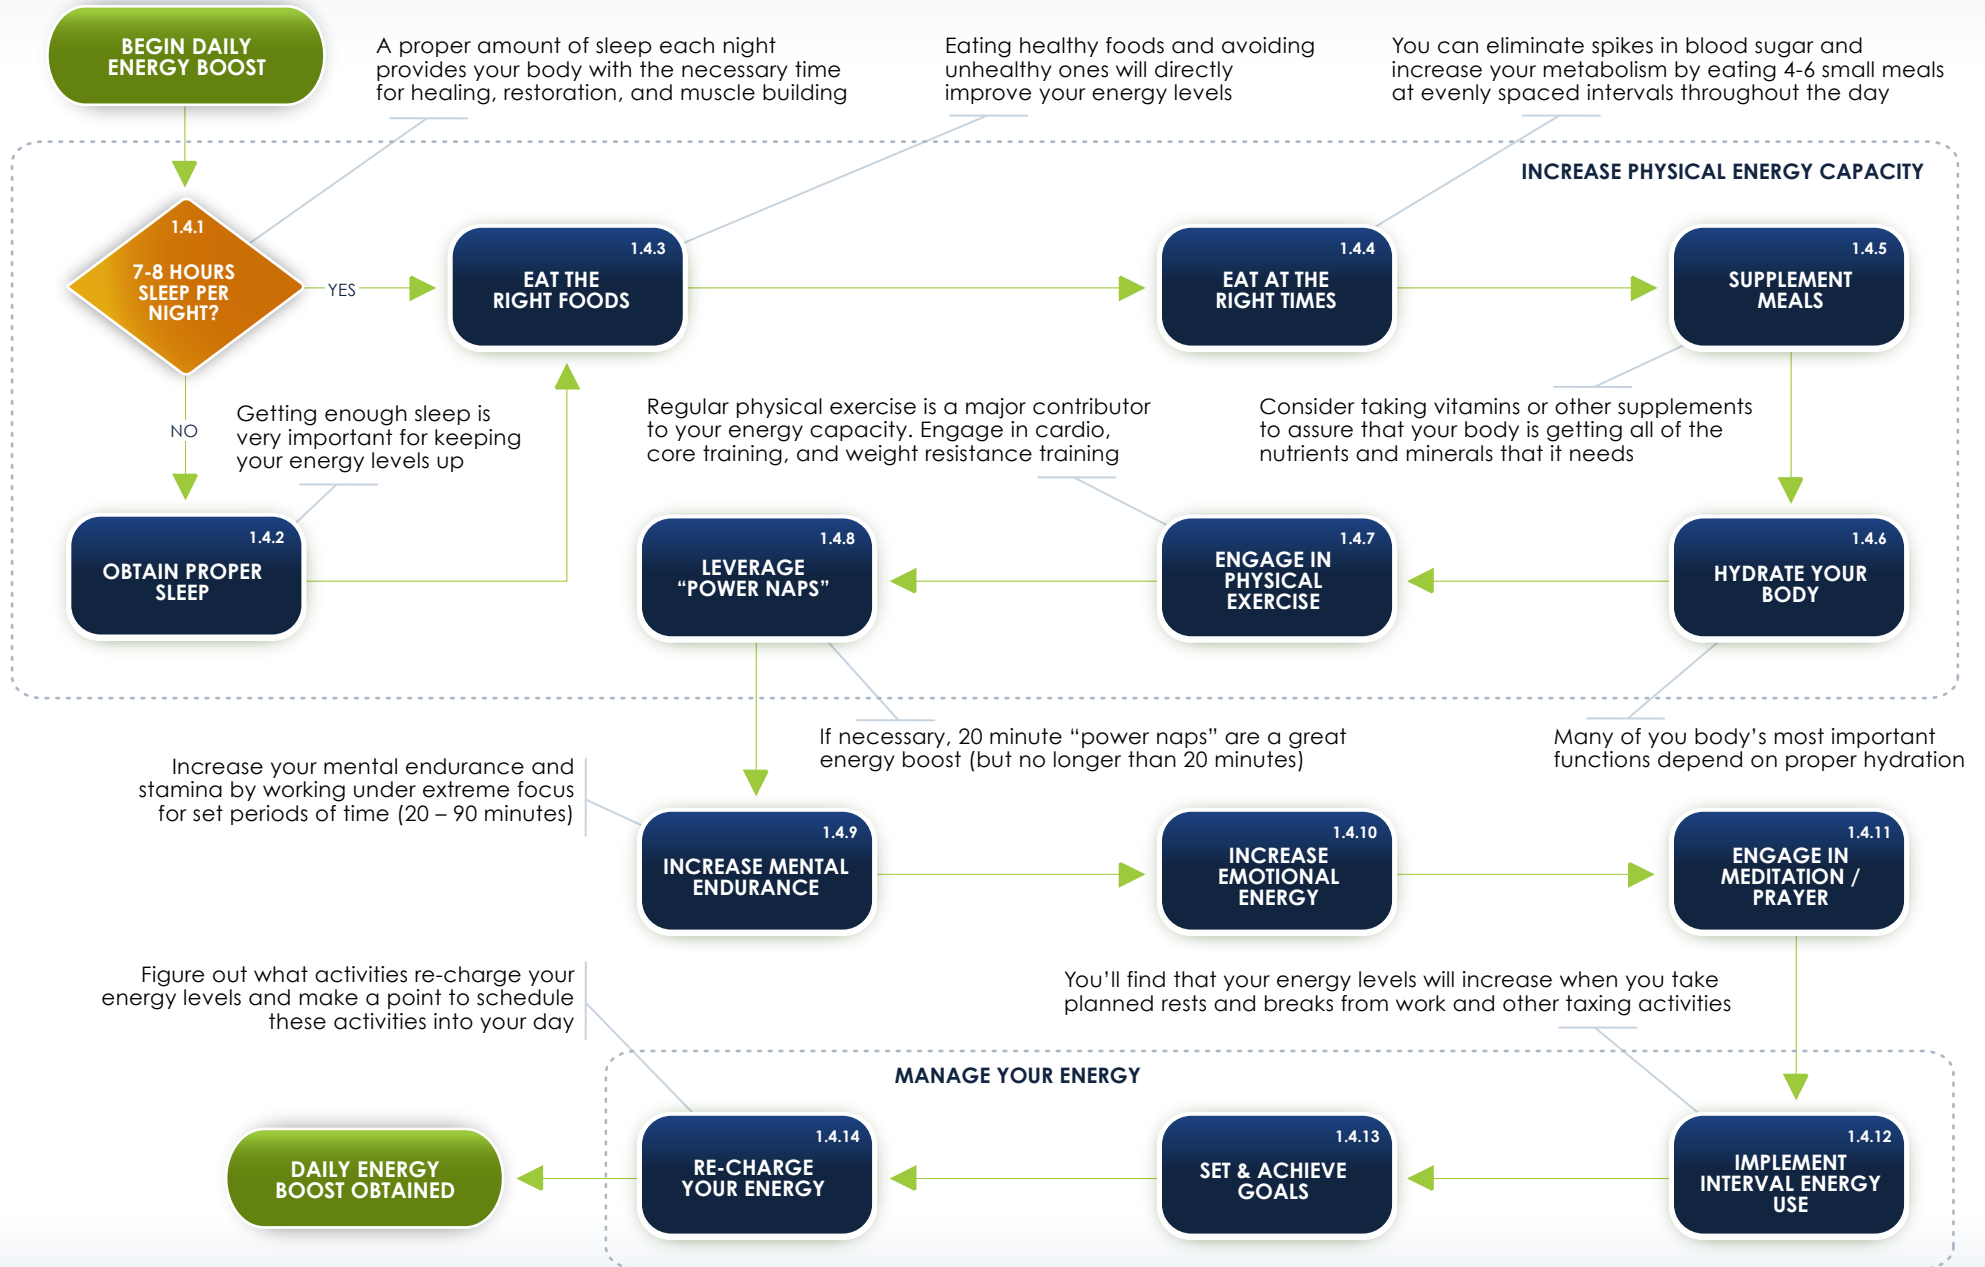 BEGIN DAILY
ENERGY BOOST
A proper amount of sleep each night
provides your body with the necessary time
for healing, restoration, and muscle building
Eating healthy foods and avoiding
unhealthy ones will directly
improve your energy levels
You can eliminate spikes in blood sugar and
increase your metabolism by eating 4-6 small meals
at evenly spaced intervals throughout the day
INCREASE PHYSICAL ENERGY CAPACITY
1.4.1
7-8 HOURS
SLEEP PER
NIGHT?
YES
1.4.3
EAT THE
RIGHT FOODS
1.4.4
EAT AT THE
RIGHT TIMES
1.4.5
SUPPLEMENT
MEALS
NO
Getting enough sleep is
very important for keeping
your energy levels up
Regular physical exercise is a major contributor
to your energy capacity. Engage in cardio,
core training, and weight resistance training
Consider taking vitamins or other supplements
to assure that your body is getting all of the
nutrients and minerals that it needs
1.4.2
OBTAIN PROPER
SLEEP
1.4.8
LEVERAGE
“POWER NAPS”
1.4.7
ENGAGE IN
PHYSICAL
EXERCISE
1.4.6
HYDRATE YOUR
BODY
If necessary, 20 minute “power naps” are a great
energy boost (but no longer than 20 minutes)
Many of you body’s most important
functions depend on proper hydration
Increase your mental endurance and
stamina by working under extreme focus
for set periods of time (20 – 90 minutes)
1.4.9
INCREASE MENTAL
ENDURANCE
1.4.10
INCREASE
EMOTIONAL
ENERGY
1.4.11
ENGAGE IN
MEDITATION /
PRAYER
Figure out what activities re-charge your
energy levels and make a point to schedule
these activities into your day
You’ll find that your energy levels will increase when you take
planned rests and breaks from work and other taxing activities
MANAGE YOUR ENERGY
DAILY ENERGY
BOOST OBTAINED
1.4.14
RE-CHARGE
YOUR ENERGY
1.4.13
SET & ACHIEVE
GOALS
1.4.12
IMPLEMENT
INTERVAL ENERGY
USE